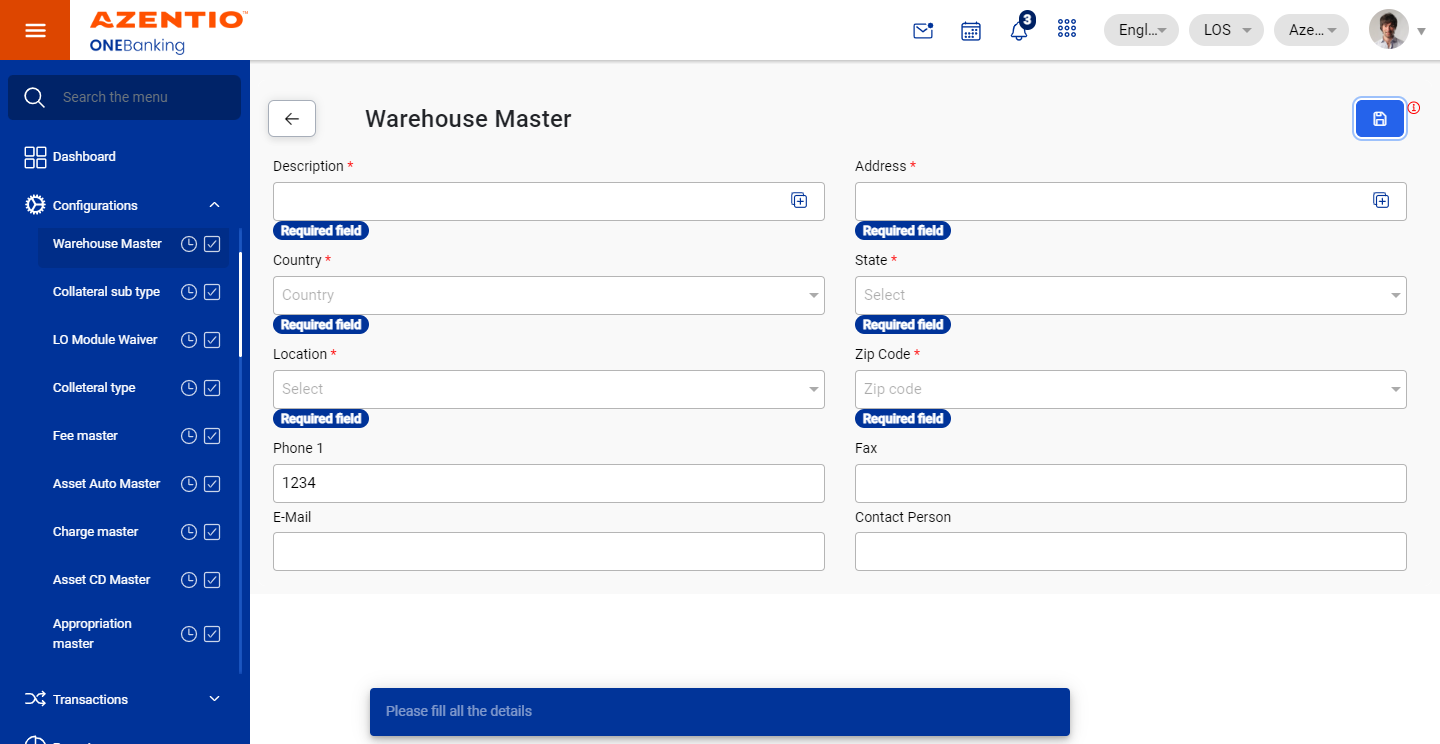 AZENTIO™
ONEBanking
3
Engl...
LOS
Aze...
Search the menu
Dashboard
Configurations
Warehouse Master
Collateral sub type
LO Module Waiver
Colleteral type
Fee master
Asset Auto Master
Charge master
Asset CD Master
Appropriation
master
Transactions
Warehouse Master
Description *
Address *
Required field
Required field
Country *
State *
Country
Select
Required field
Required field
Location *
Zip Code *
Select
Zip code
Required field
Required field
Phone 1
Fax
1234
E-Mail
Contact Person
Please fill all the details